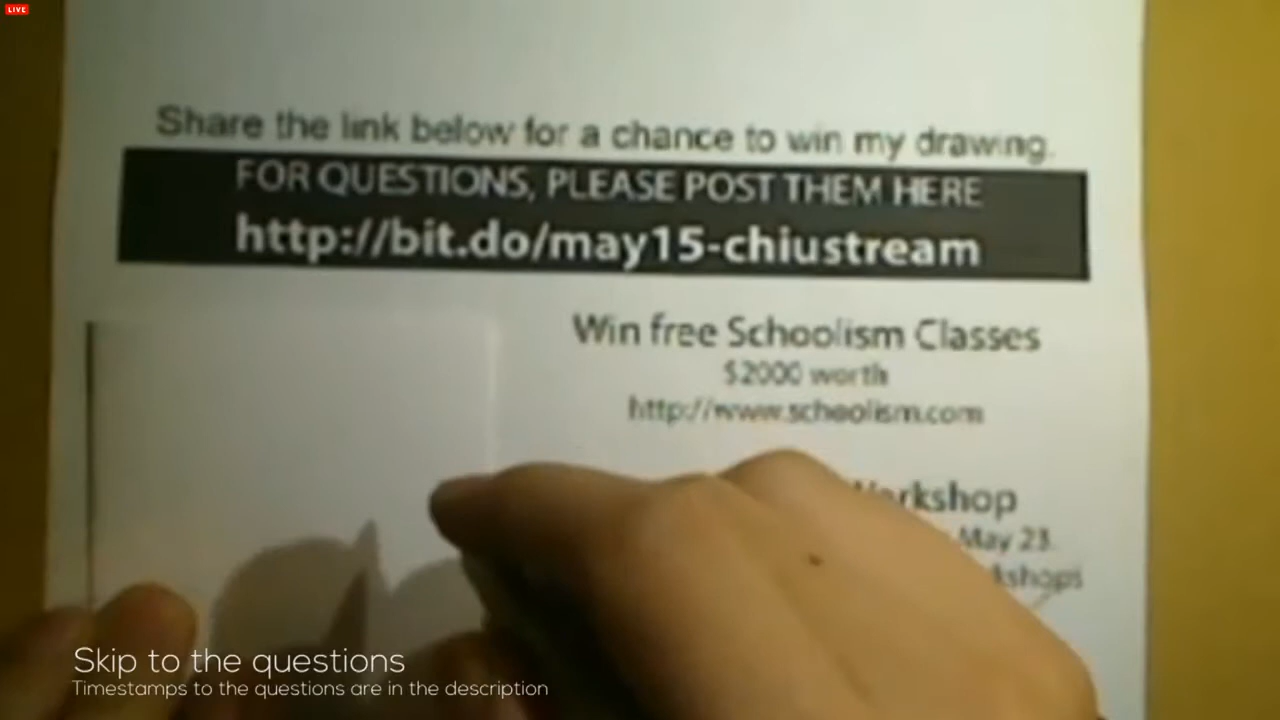 LIVE
Share the link below for a chance to win my drawing.
FOR QUESTIONS, PLEASE POST THEM HERE
http://bit.do/may15-chiustream
Win free Schoolism Classes
$2000 worth
http://www.schoolism.com
May 23
Skip to the questions
Timestamps to the questions are in the description